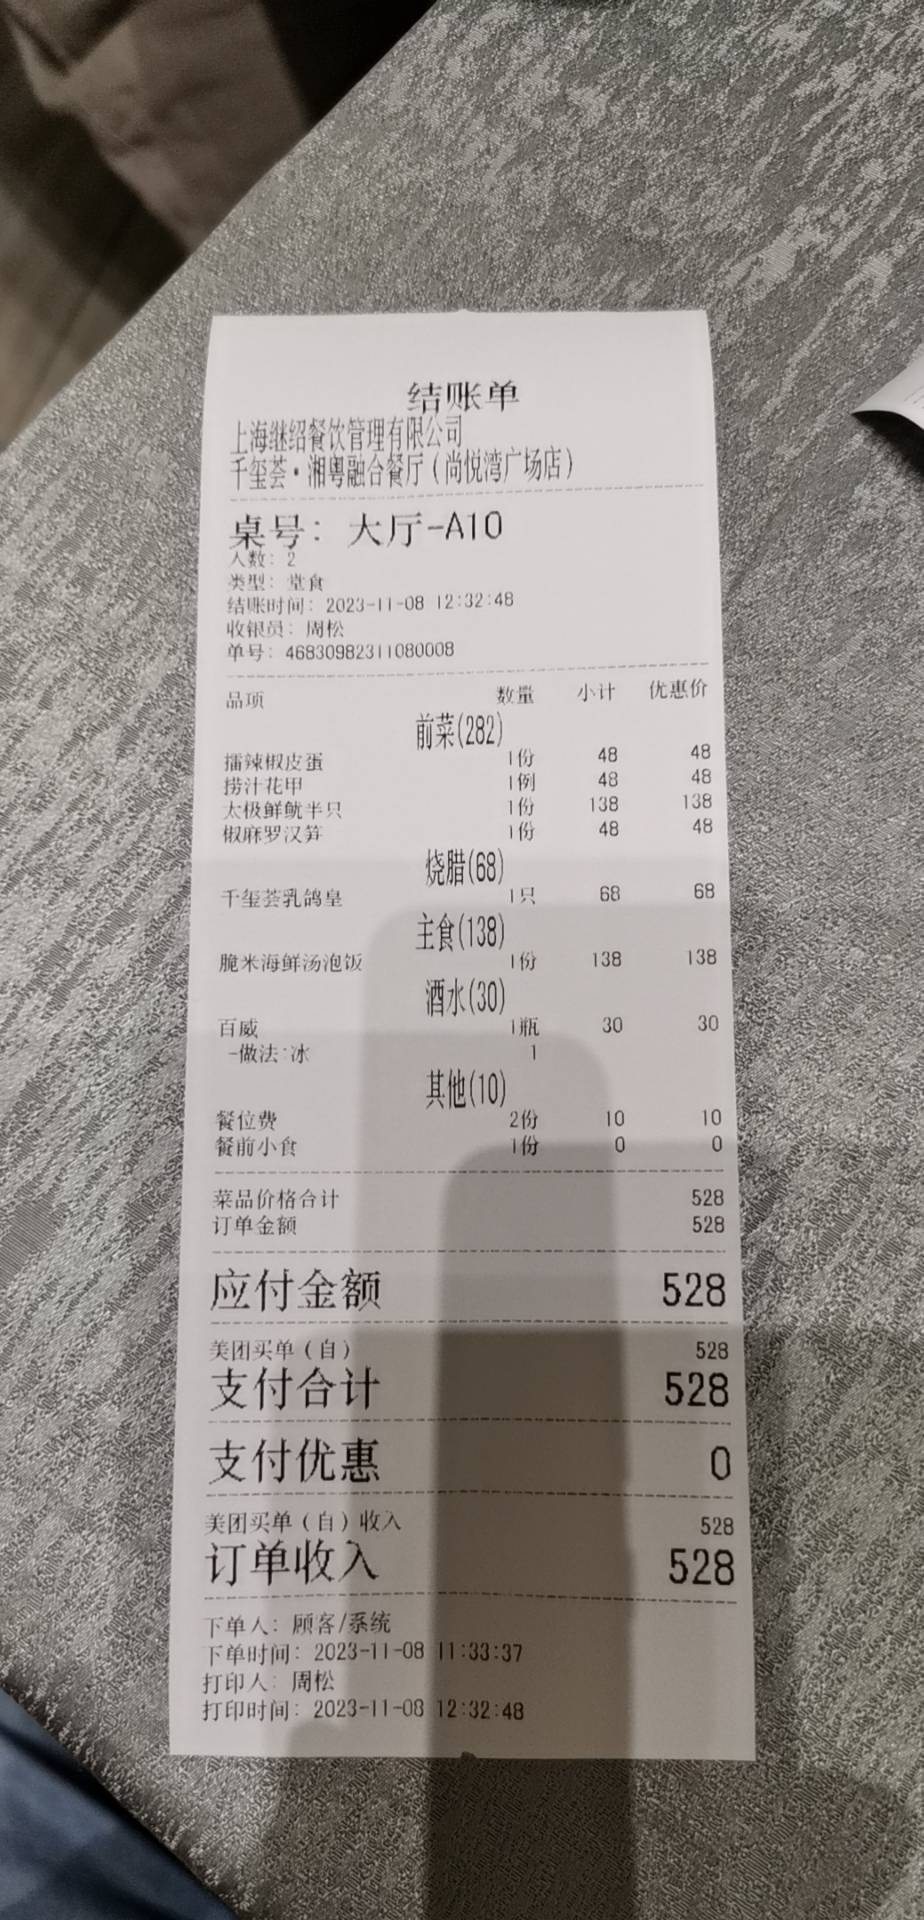 结账单
上海继绍餐饮管理有限公司
千玺荟·湘粤融合餐厅(尚悦湾广场店)
桌号: 大厅-A10
人数: 2
类型: 堂食
结账时间: 2023-11-08 12:32:48
收银员: 周松
单号: 46830982311080008
品项 数量 小计 优惠价
前菜(282)
擂辣椒皮蛋 1份 48 48
捞汁花甲 1例 48 48
太极鲜鱿半只 1份 138 138
椒麻罗汉笋 1份 48 48
烧腊(68)
千玺荟乳鸽皇 1只 68 68
主食(138)
脆米海鲜汤泡饭 1份 138 138
酒水(30)
百威 1瓶 30 30
-做法:冰 1
其他(10)
餐位费 2份 10 10
餐前小食 1份 0 0
菜品价格合计 528
订单金额 528
应付金额 528
美团买单(自) 528
支付合计 528
支付优惠 0
美团买单(自)收入 528
订单收入 528
下单人: 顾客/系统
下单时间: 2023-11-08 11:33:37
打印人: 周松
打印时间: 2023-11-08 12:32:48